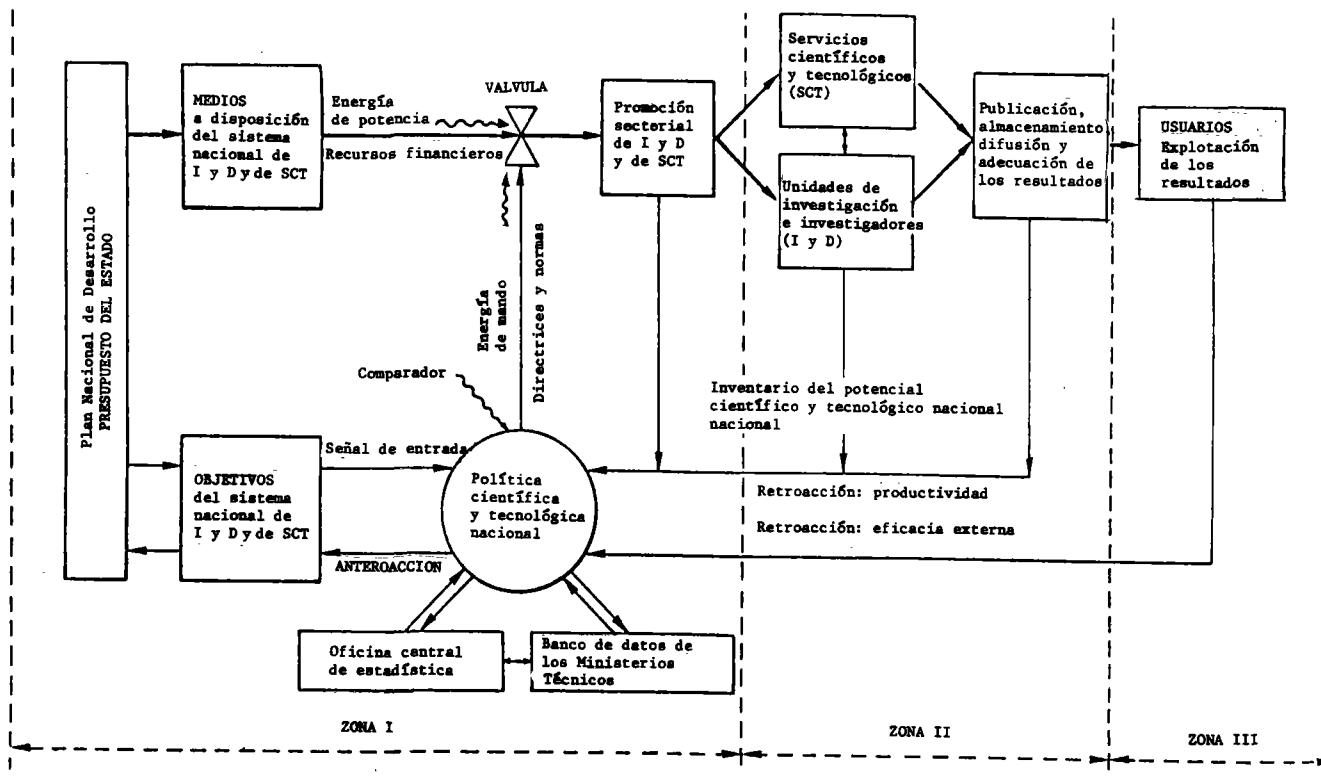 Plan Nacional de Desarrollo
PRESUPUESTO DEL ESTADO
MEDIOS
a disposición
del sistema
nacional de
I y D y de SCT
Energía
de potencia
Recursos financieros
VALVULA
Promoción
sectorial
de I y D
y de SCT
Servicios
científicos
y tecnológicos
(SCT)
Unidades de
investigación
e investigadores
(I y D)
Publicación,
almacenamiento,
difusión y
adecuación de
los resultados
USUARIOS
Explotación
de los
resultados
Energía
de mando
Directrices y normas
Comparador
Inventario del potencial
científico y tecnológico nacional
nacional
OBJETIVOS
del sistema
nacional de
I y D y de SCT
Señal de entrada
Política
científica
y tecnológica
nacional
Retroacción: productividad
Retroacción: eficacia externa
ANTEROACCION
Oficina central
de estadística
Banco de datos de
los Ministerios
Técnicos
ZONA I
ZONA II
ZONA III